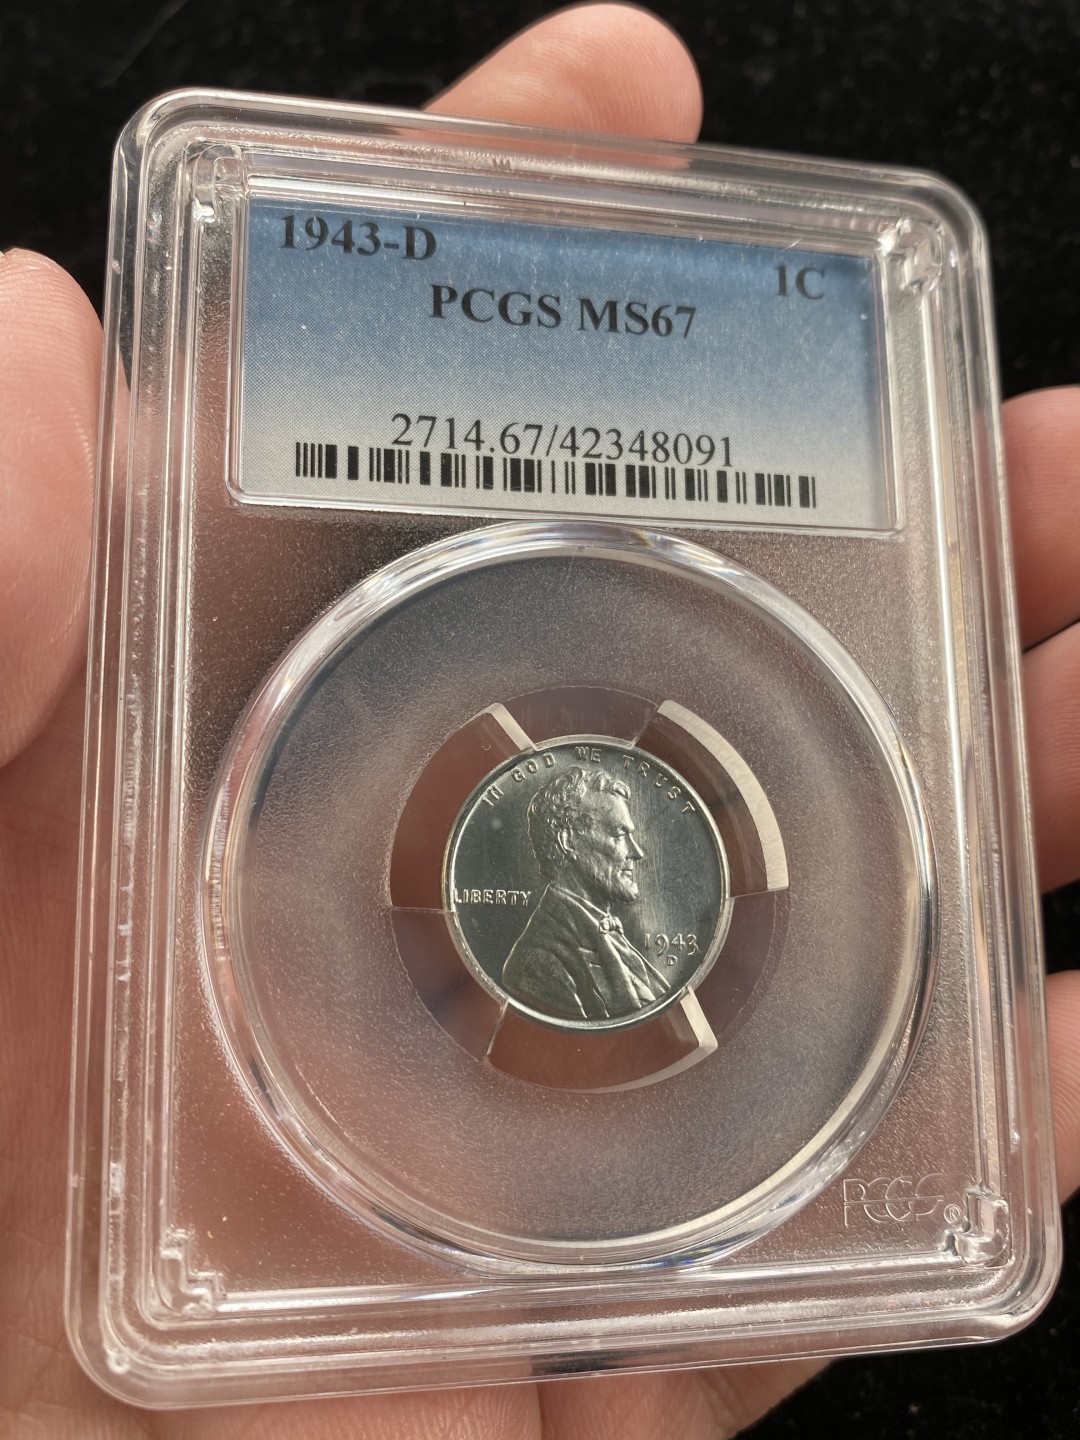 1943-D
1C
PCGS MS67
2714.67/42348091
IN GOD WE TRUST
LIBERTY
1943
D
PCGS®